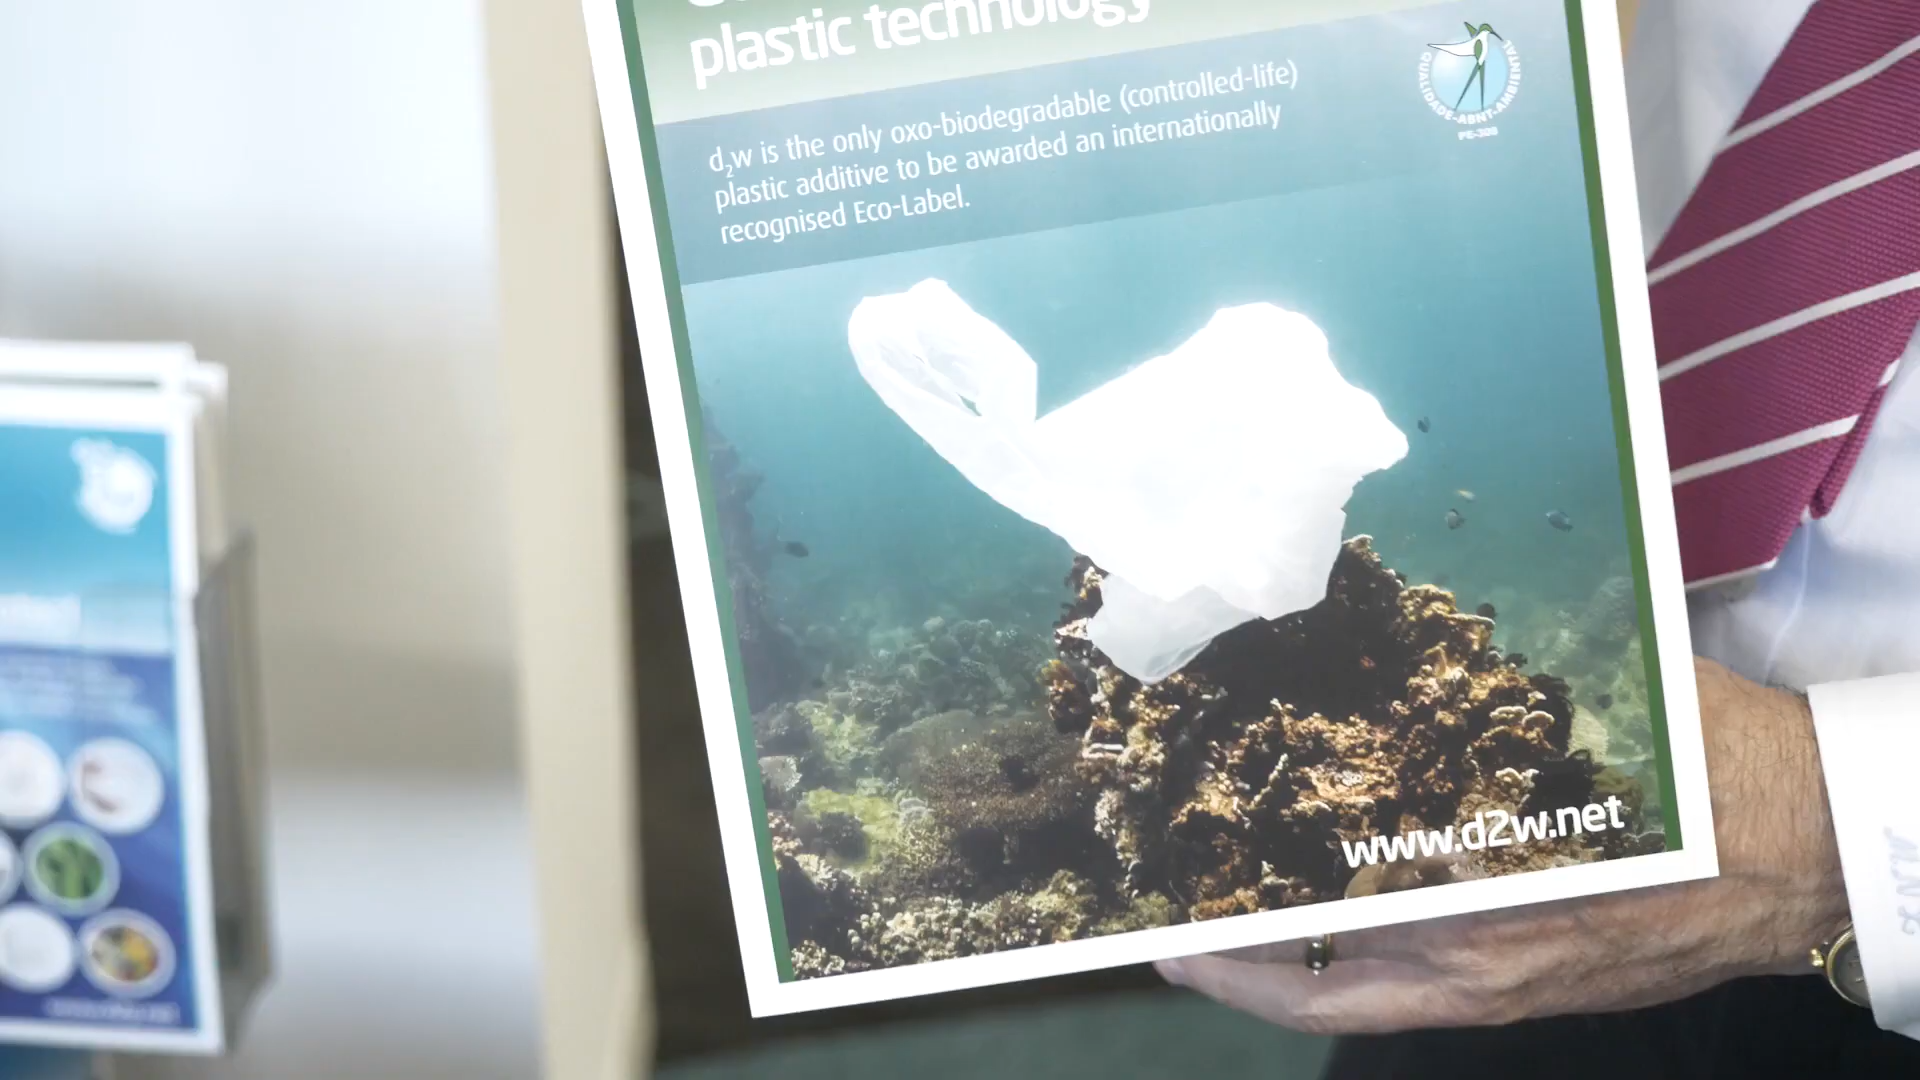 plastic technology
d₂w is the only oxo-biodegradable (controlled-life)
plastic additive to be awarded an internationally
recognised Eco-Label.
QUALIDADE-ABNT-AMBIENTAL
PE-308
www.d2w.net